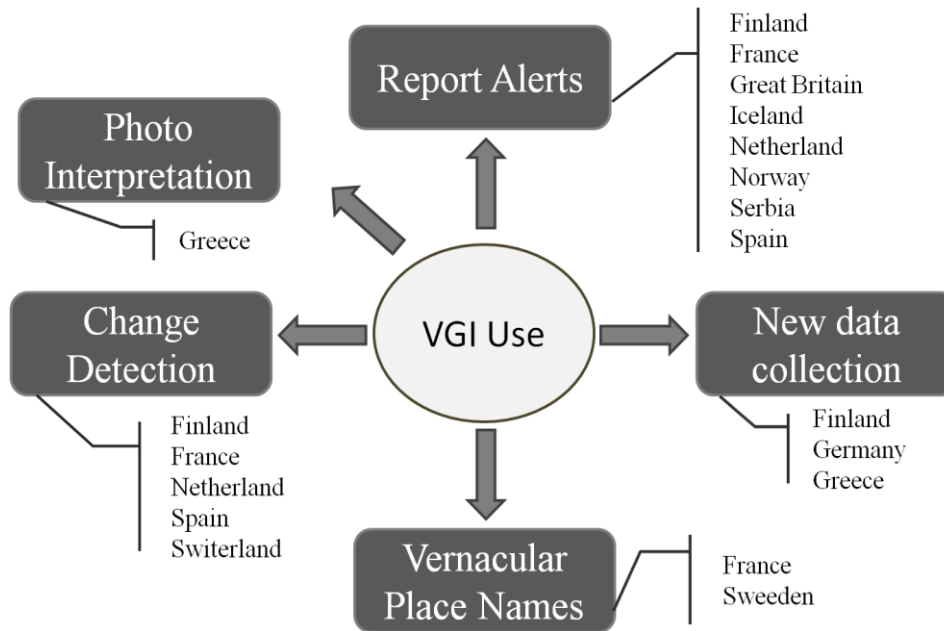 Report Alerts
Finland
France
Great Britain
Iceland
Netherland
Norway
Serbia
Spain
Photo
Interpretation
Greece
VGI Use
Change
Detection
Finland
France
Netherland
Spain
Switerland
New data
collection
Finland
Germany
Greece
Vernacular
Place Names
France
Sweeden